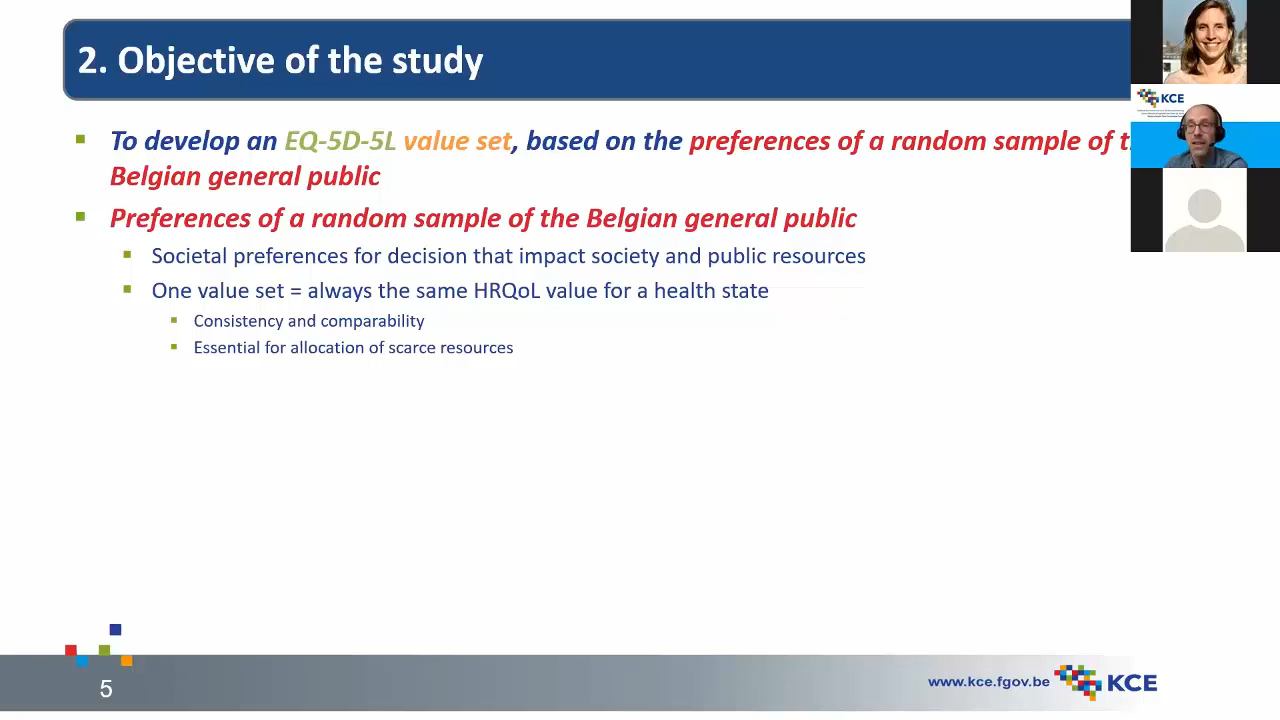 2. Objective of the study
To develop an EQ-5D-5L value set, based on the preferences of a random sample of
Belgian general public
Preferences of a random sample of the Belgian general public
Societal preferences for decision that impact society and public resources
One value set = always the same HRQoL value for a health state
Consistency and comparability
Essential for allocation of scarce resources
KCE
5
www.kce.fgov.be
KCE